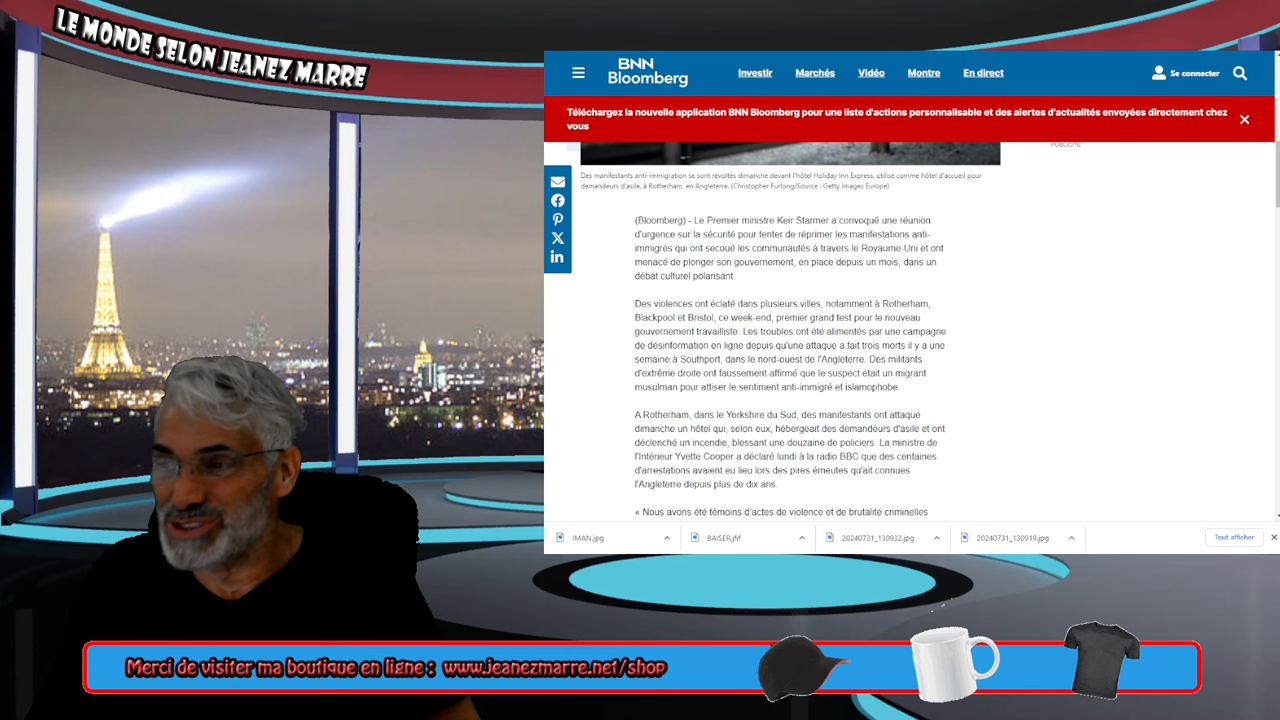 LE MONDE SELON JEANEZ MARRE
BNN
Bloomberg
Investir
Marchés
Vidéo
Montre
En direct
Se connecter
Téléchargez la nouvelle application BNN Bloomberg pour une liste d'actions personnalisable et des alertes d'actualités envoyées directement chez
vous
PUBLICITÉ
Des manifestants anti-immigration se sont révoltés dimanche devant l'hôtel Holiday Inn Express, utilisé comme hôtel d'accueil pour
demandeurs d'asile, à Rotherham, en Angleterre. (Christopher Furlong/Source : Getty Images Europe)
(Bloomberg) - Le Premier ministre Keir Starmer a convoqué une réunion
d'urgence sur la sécurité pour tenter de réprimer les manifestations anti-
immigrés qui ont secoué les communautés à travers le Royaume-Uni et ont
menacé de plonger son gouvernement, en place depuis un mois, dans un
débat culturel polarisant.
Des violences ont éclaté dans plusieurs villes, notamment à Rotherham,
Blackpool et Bristol, ce week-end, premier grand test pour le nouveau
gouvernement travailliste. Les troubles ont été alimentés par une campagne
de désinformation en ligne depuis qu'une attaque a fait trois morts il y a une
semaine à Southport, dans le nord-ouest de l'Angleterre. Des militants
d'extrême droite ont faussement affirmé que le suspect était un migrant
musulman pour attiser le sentiment anti-immigré et islamophobe.
A Rotherham, dans le Yorkshire du Sud, des manifestants ont attaqué
dimanche un hôtel qui, selon eux, hébergeait des demandeurs d'asile et ont
déclenché un incendie, blessant une douzaine de policiers. La ministre de
l'Intérieur Yvette Cooper a déclaré lundi à la radio BBC que des centaines
d'arrestations avaient eu lieu lors des pires émeutes qu'ait connues
l'Angleterre depuis plus de dix ans.
« Nous avons été témoins d'actes de violence et de brutalité criminelles
IMAN.jpg
BAISER.jfif
20240731_130932.jpg
20240731_130919.jpg
Tout afficher
Merci de visiter ma boutique en ligne : www.jeanezmarre.net/shop